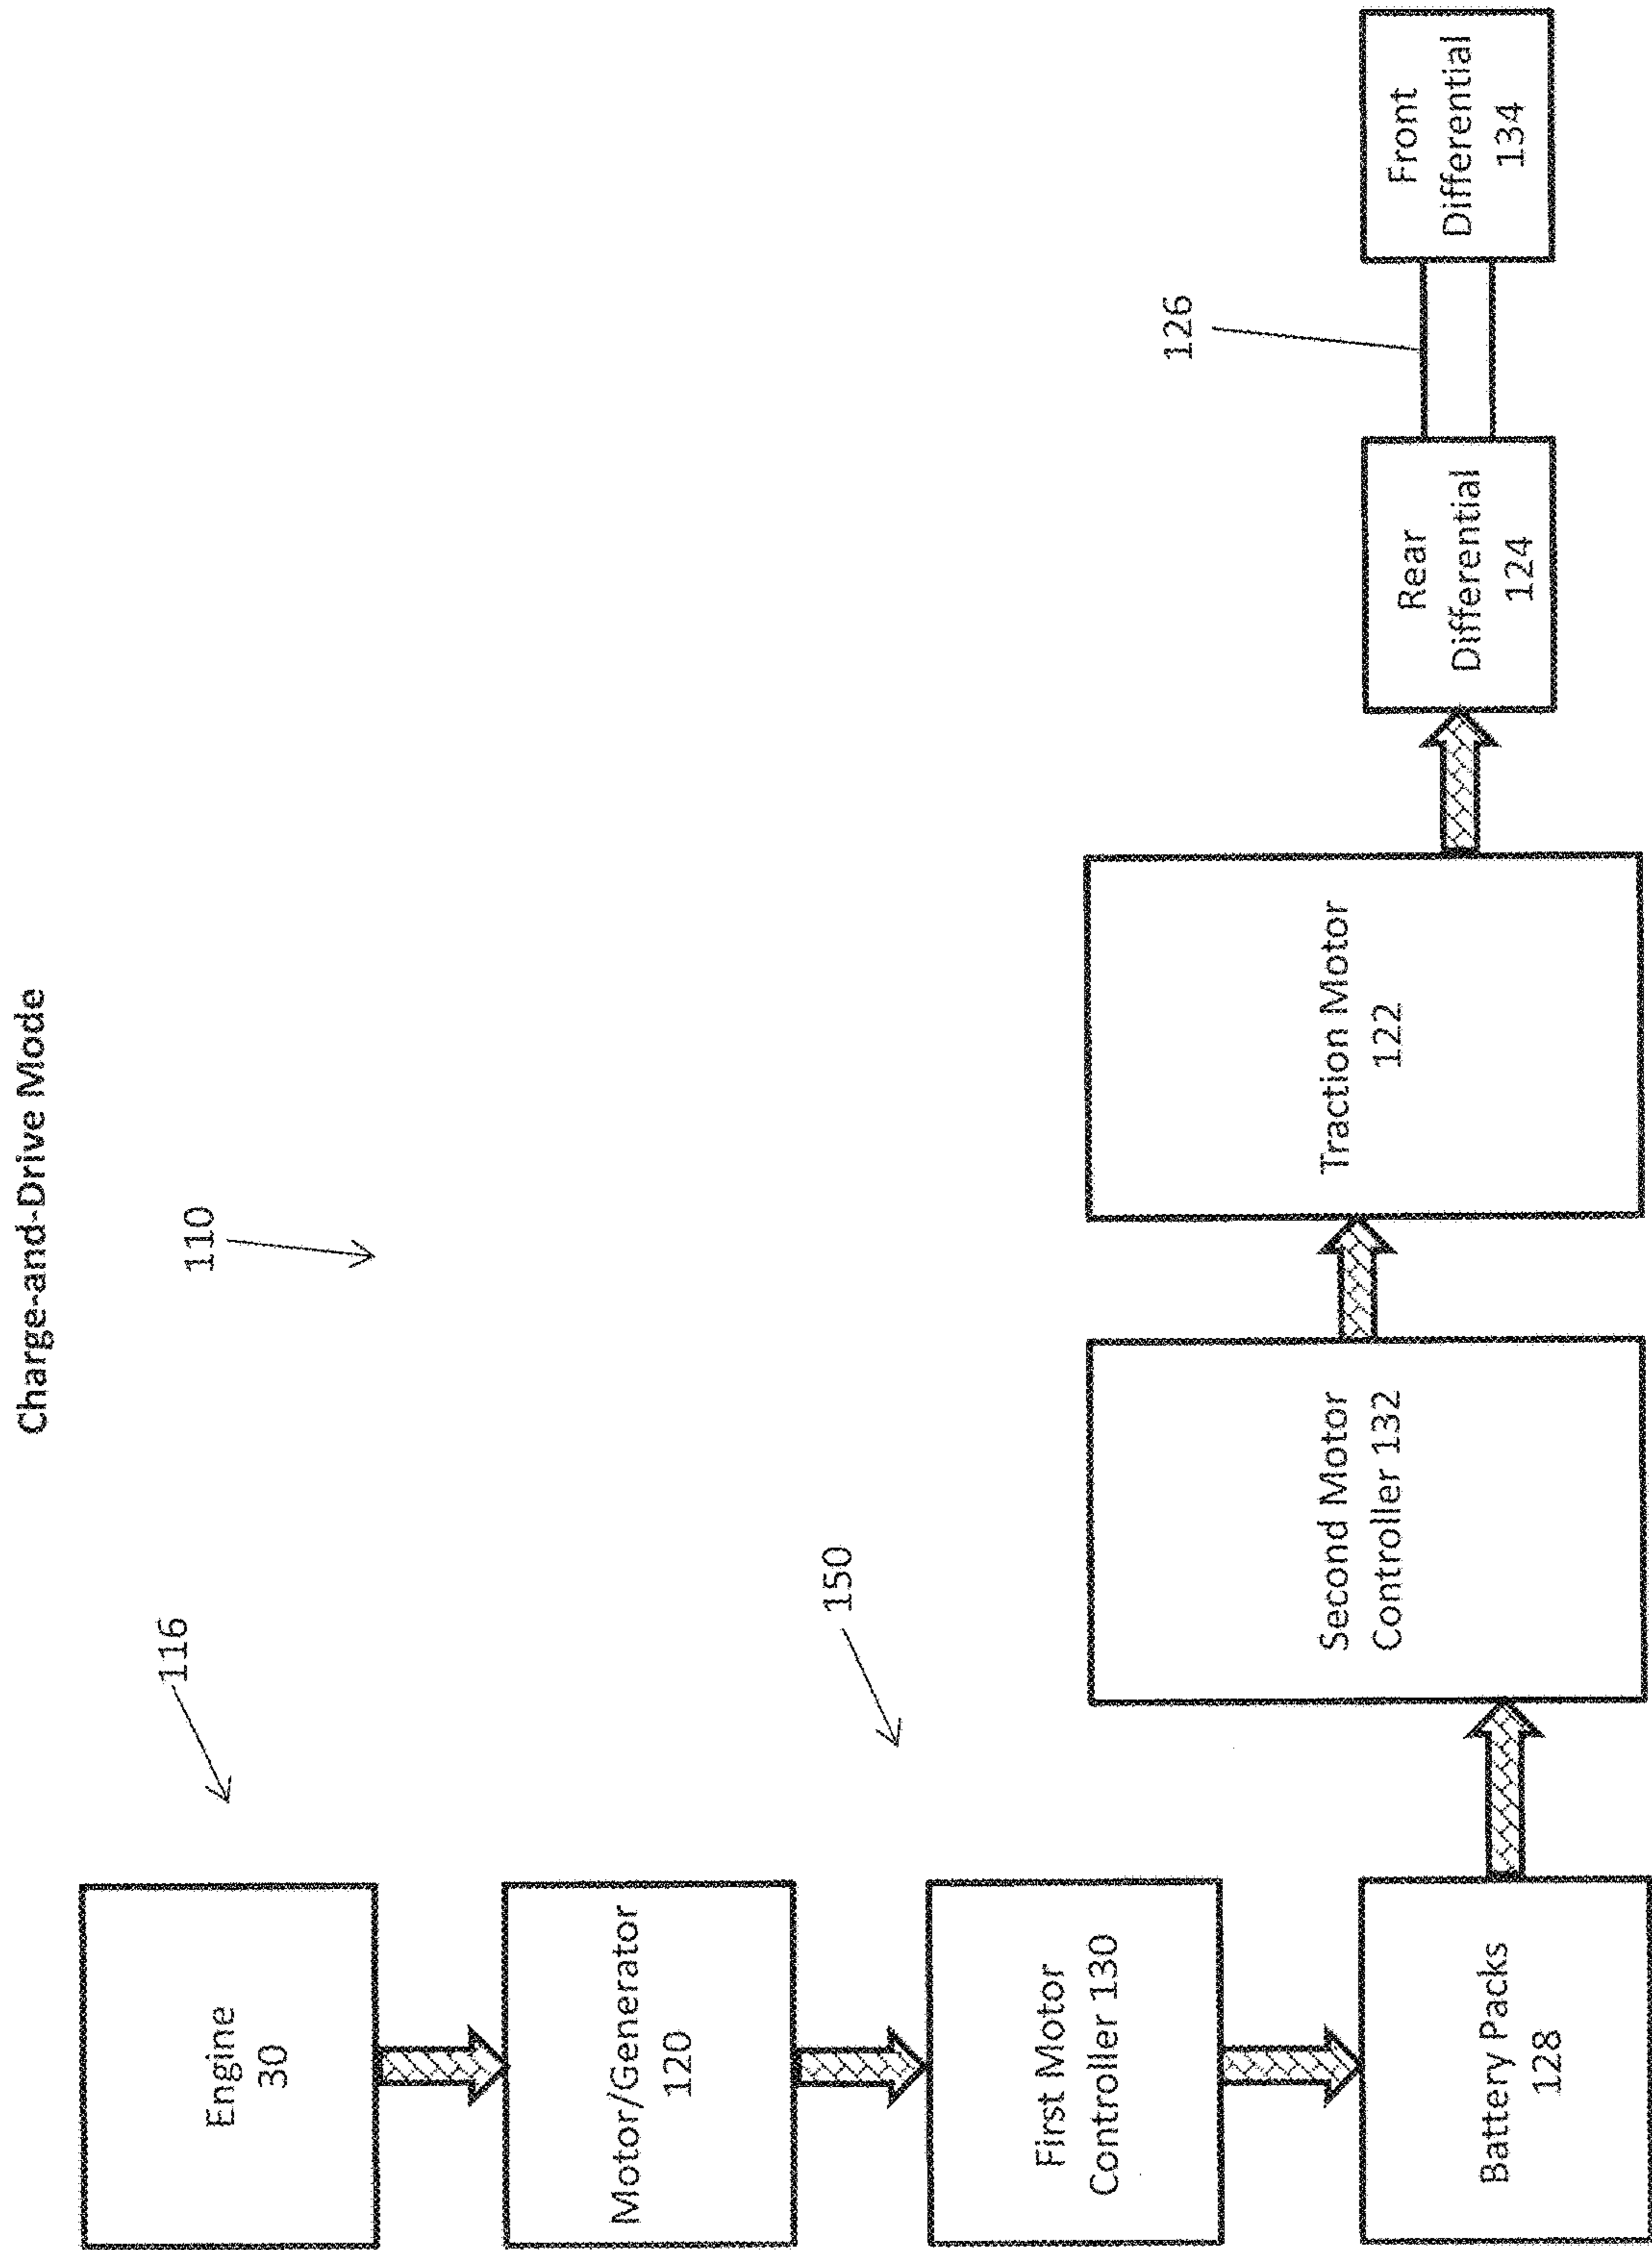 Charge-and-Drive Mode
116
110
Engine
30
Motor/Generator
120
150
First Motor
Controller 130
Battery Packs
128
Second Motor
Controller 132
Traction Motor
122
Rear
Differential
124
126
Front
Differential
134